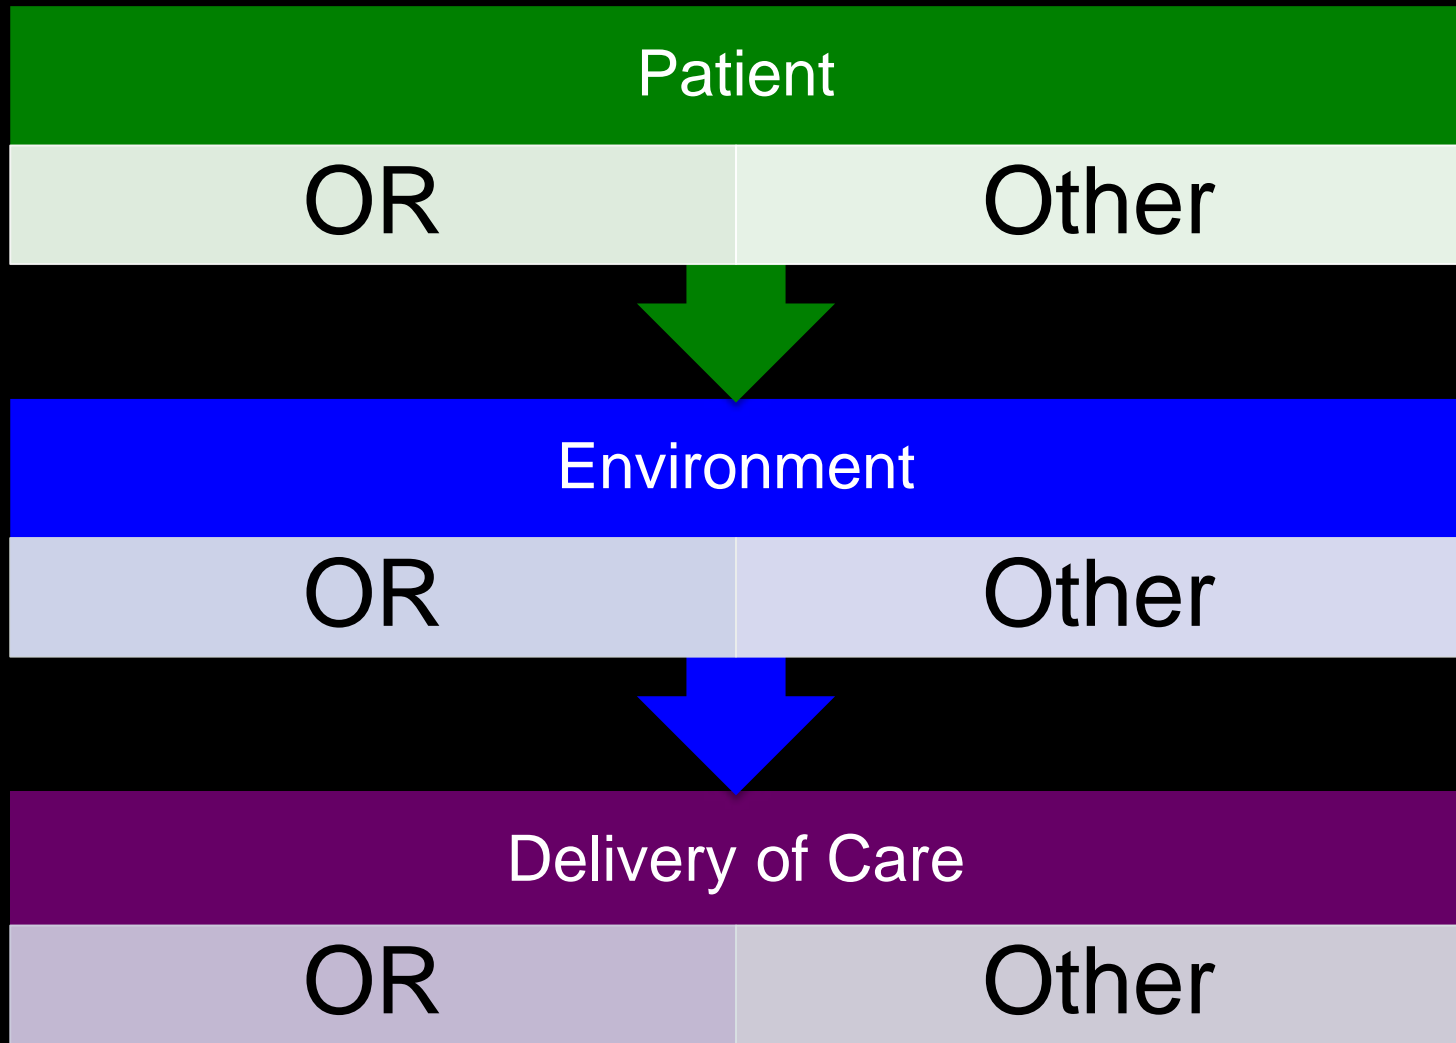 Patient
OR Other
Environment
OR Other
Delivery of Care
OR Other